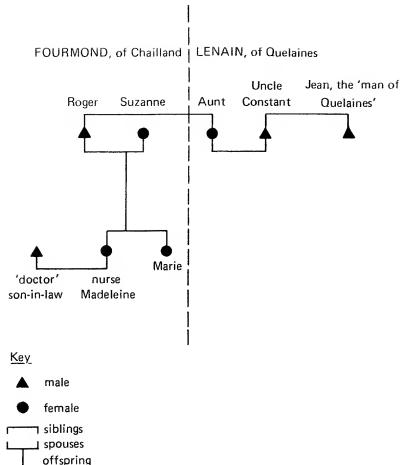 FOURMOND, of Chailland
LENAIN, of Quelaines
Roger
Suzanne
Aunt
Uncle
Constant
Jean, the 'man of
Quelaines'
'doctor'
son-in-law
nurse
Madeleine
Marie
Key
male
female
siblings
spouses
offspring